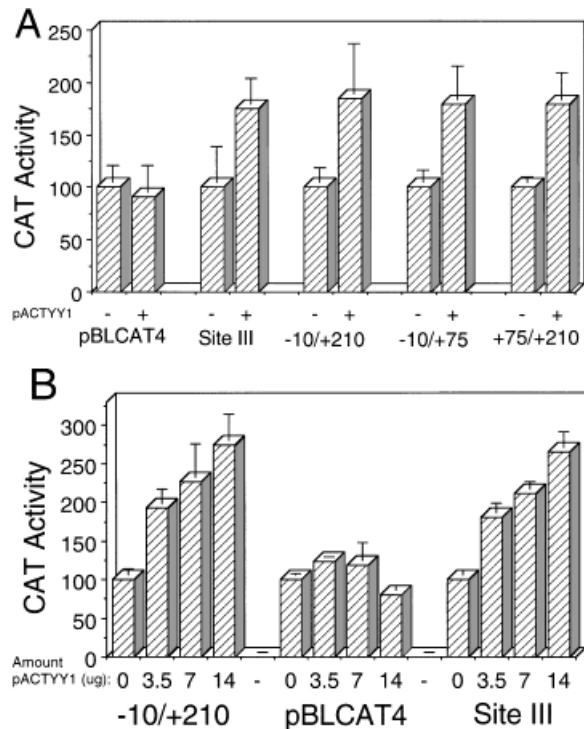 A
250
200
150
100
50
0
CAT Activity
pACTYY1 - + - + - + - + - +
pBLCAT4 Site III -10/+210 -10/+75 +75/+210
B
300
250
200
150
100
50
0
CAT Activity
Amount
pACTYY1 (ug): 0 3.5 7 14 - 0 3.5 7 14 - 0 3.5 7 14
-10/+210 pBLCAT4 Site III